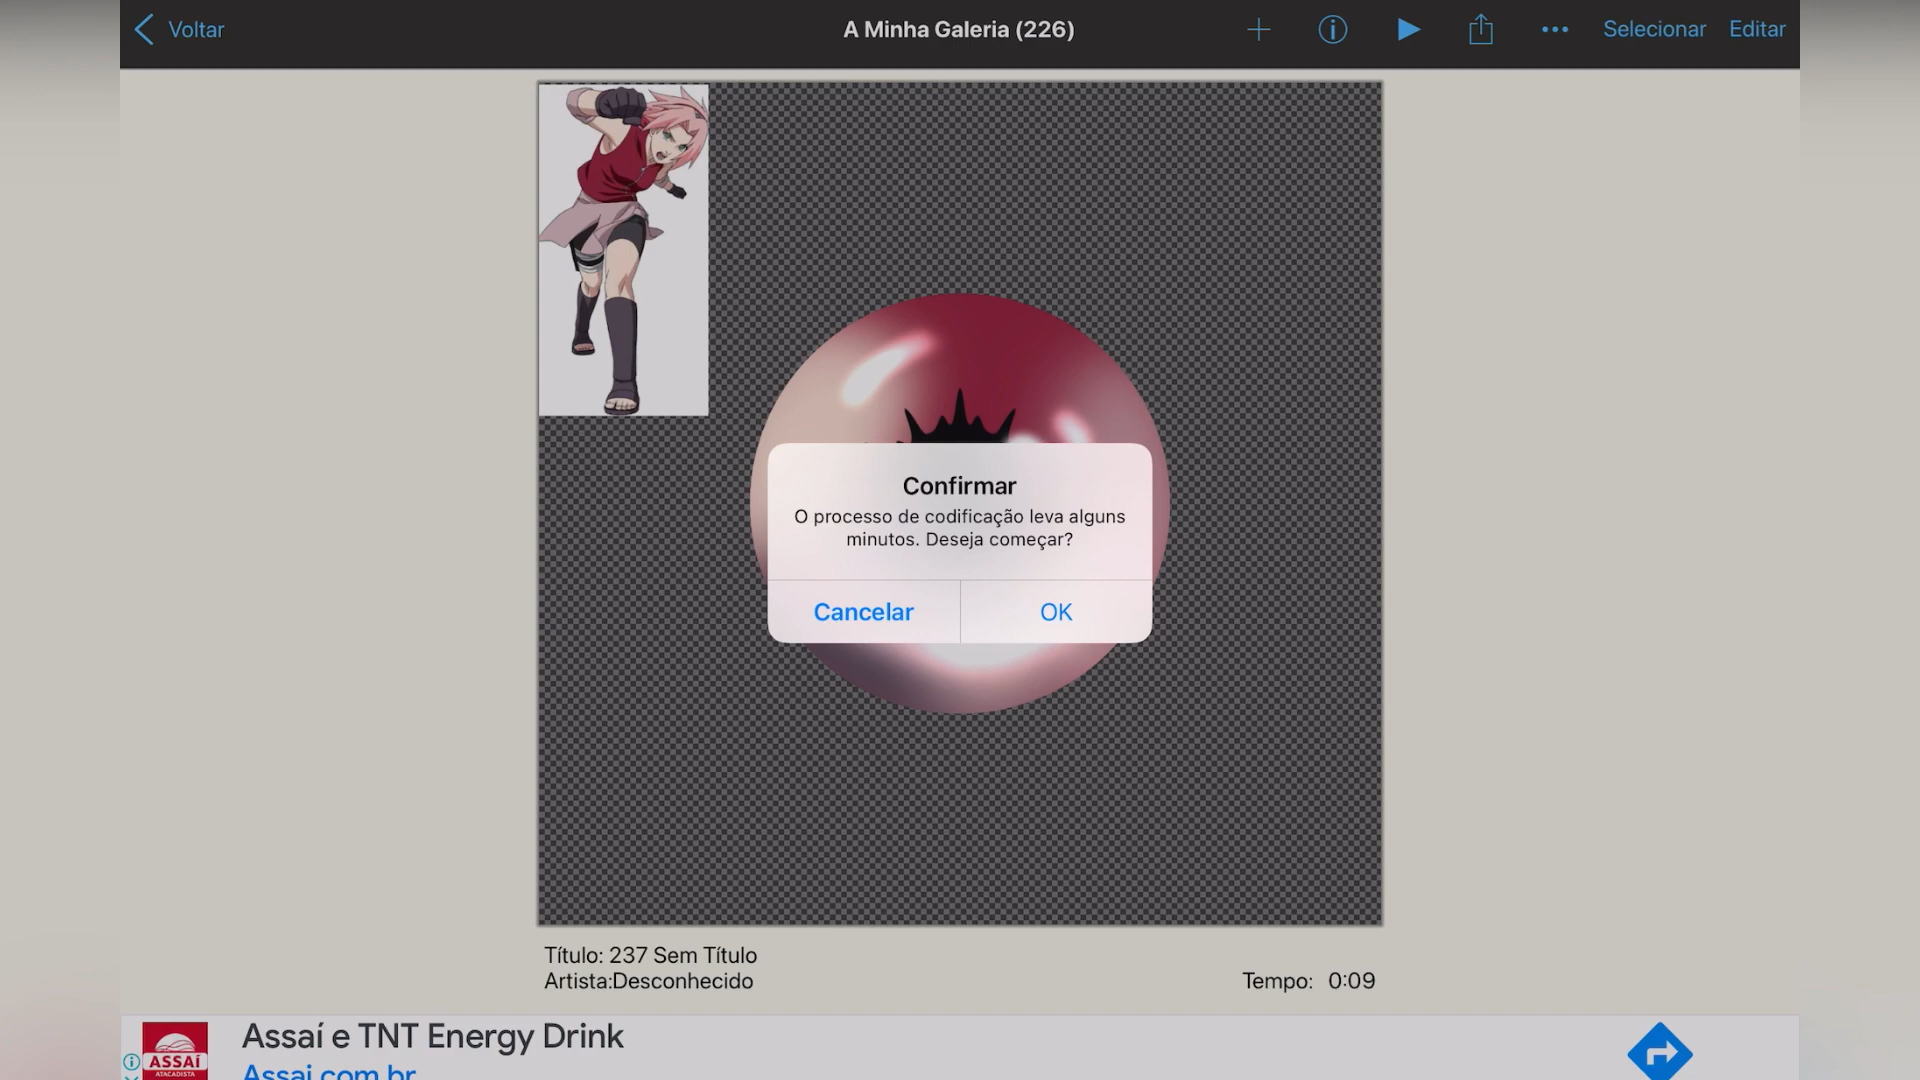 Voltar
A Minha Galeria (226)
Selecionar
Editar
Confirmar
O processo de codificação leva alguns
minutos. Deseja começar?
Cancelar
OK
Título: 237 Sem Título
Artista:Desconhecido
Tempo: 0:09
ASSAÍ
ATACADISTA
Assaí e TNT Energy Drink
Assai.com.br